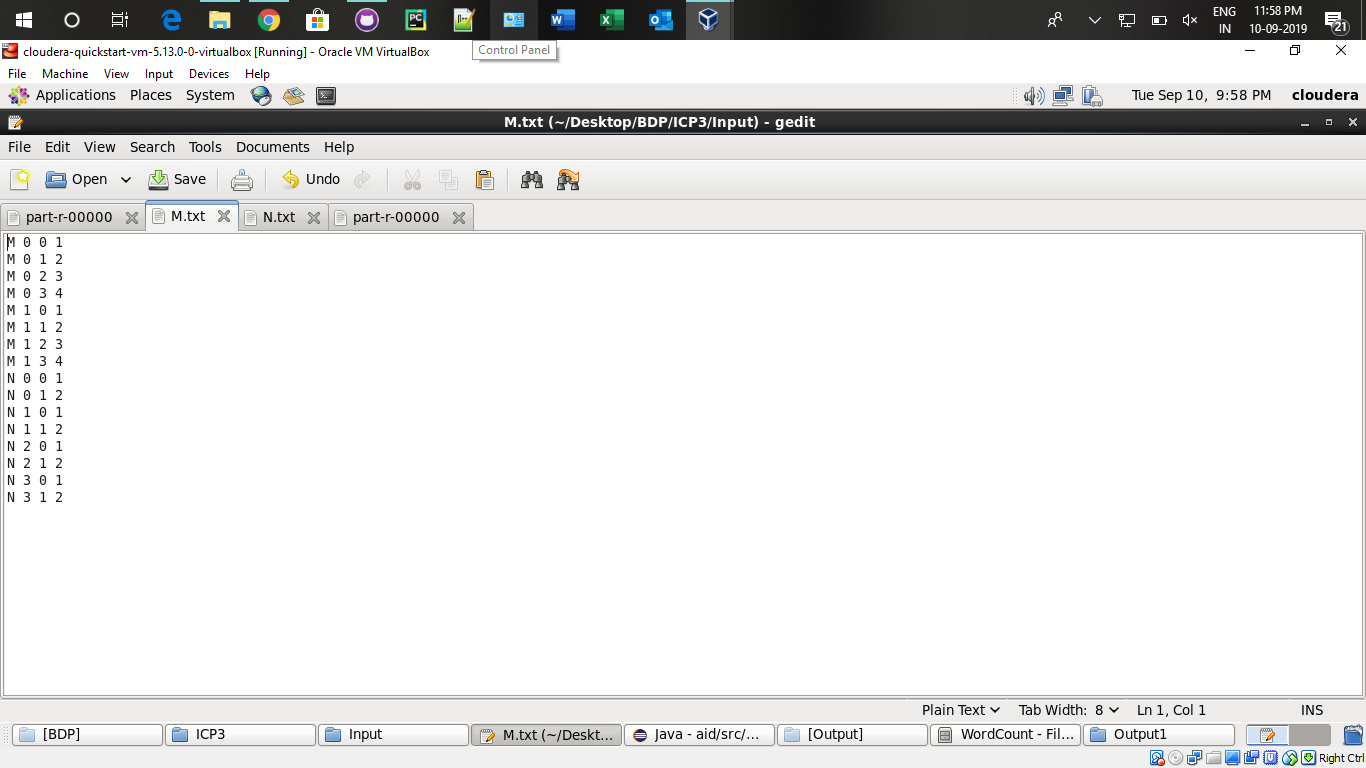 ENG
11:58 PM
IN
10-09-2019
21
cloudera-quickstart-vm-5.13.0-0-virtualbox [Running] - Oracle VM VirtualBox
Control Panel
File Machine View Input Devices Help
Applications Places System
Tue Sep 10, 9:58 PM cloudera
M.txt (~/Desktop/BDP/ICP3/Input) - gedit
File Edit View Search Tools Documents Help
Open Save Undo
part-r-00000 M.txt N.txt part-r-00000
M 0 0 1
M 0 1 2
M 0 2 3
M 0 3 4
M 1 0 1
M 1 1 2
M 1 2 3
M 1 3 4
N 0 0 1
N 0 1 2
N 1 0 1
N 1 1 2
N 2 0 1
N 2 1 2
N 3 0 1
N 3 1 2
Plain Text Tab Width: 8 Ln 1, Col 1 INS
[BDP] ICP3 Input M.txt (~/Deskt... Java - aid/src/... [Output] WordCount - Fil... Output1
Right Ctrl